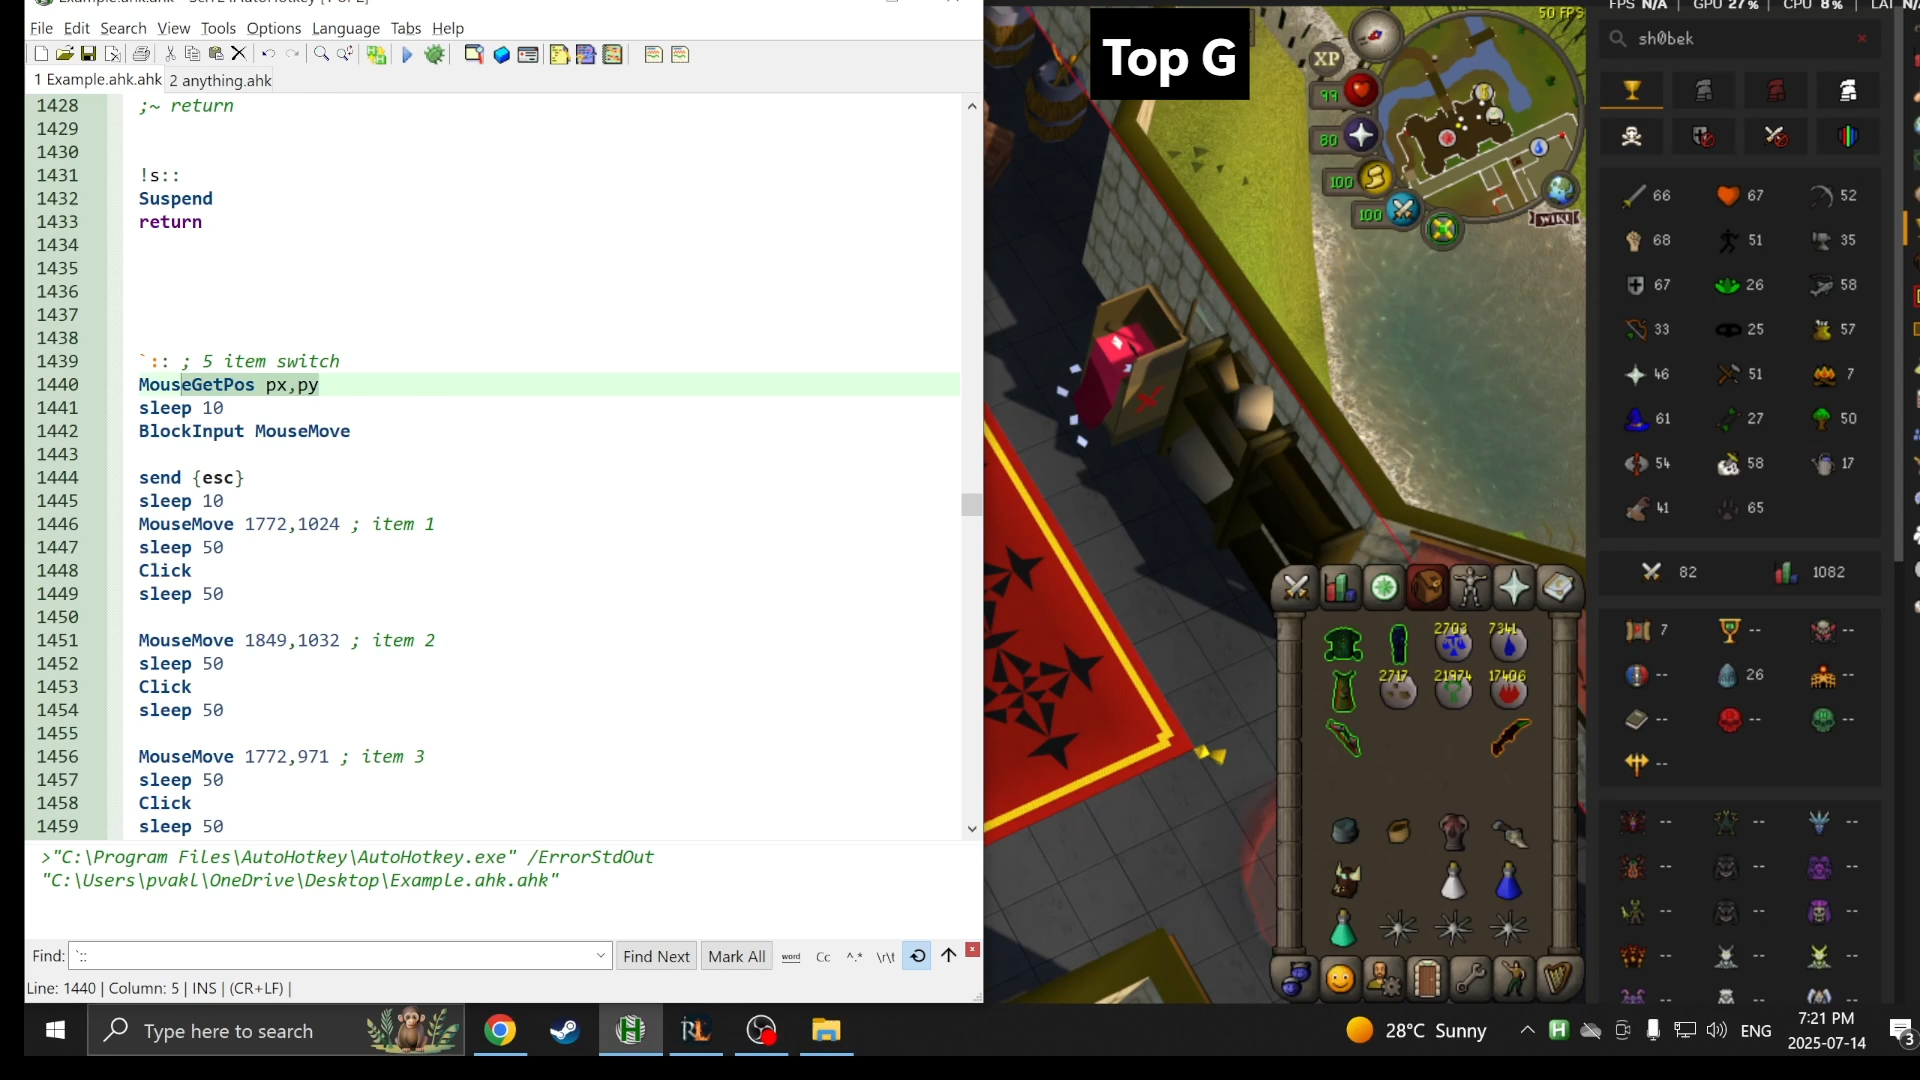 File Edit Search View Tools Options Language Tabs Help
1 Example.ahk.ahk 2 anything.ahk
1428 ;~ return
1429
1430
1431 !s::
1432 Suspend
1433 return
1434
1435
1436
1437
1438
1439 `:: ; 5 item switch
1440 MouseGetPos px,py
1441 sleep 10
1442 BlockInput MouseMove
1443
1444 send {esc}
1445 sleep 10
1446 MouseMove 1772,1024 ; item 1
1447 sleep 50
1448 Click
1449 sleep 50
1450
1451 MouseMove 1849,1032 ; item 2
1452 sleep 50
1453 Click
1454 sleep 50
1455
1456 MouseMove 1772,971 ; item 3
1457 sleep 50
1458 Click
1459 sleep 50
>"C:\Program Files\AutoHotkey\AutoHotkey.exe" /ErrorStdOut
"C:\Users\pvakl\OneDrive\Desktop\Example.ahk.ahk"
Find: `:: Find Next Mark All word Cc ^.* \r\t
Line: 1440 | Column: 5 | INS | (CR+LF) |
Top G
50 FPS
XP
99
80
100
100
WIKI
2703 7341
2717 21974 17406
FPS N/A | GPU 27% | CPU 8% | LAT N/A
sh0bek
66 67 52
68 51 35
67 26 58
33 25 57
46 51 7
61 27 50
54 58 17
41 65
82 1082
7 -- --
-- 26 --
-- -- --
--
-- -- --
-- -- --
-- -- --
-- -- --
-- -- --
Type here to search
28°C Sunny
ENG
7:21 PM
2025-07-14
3